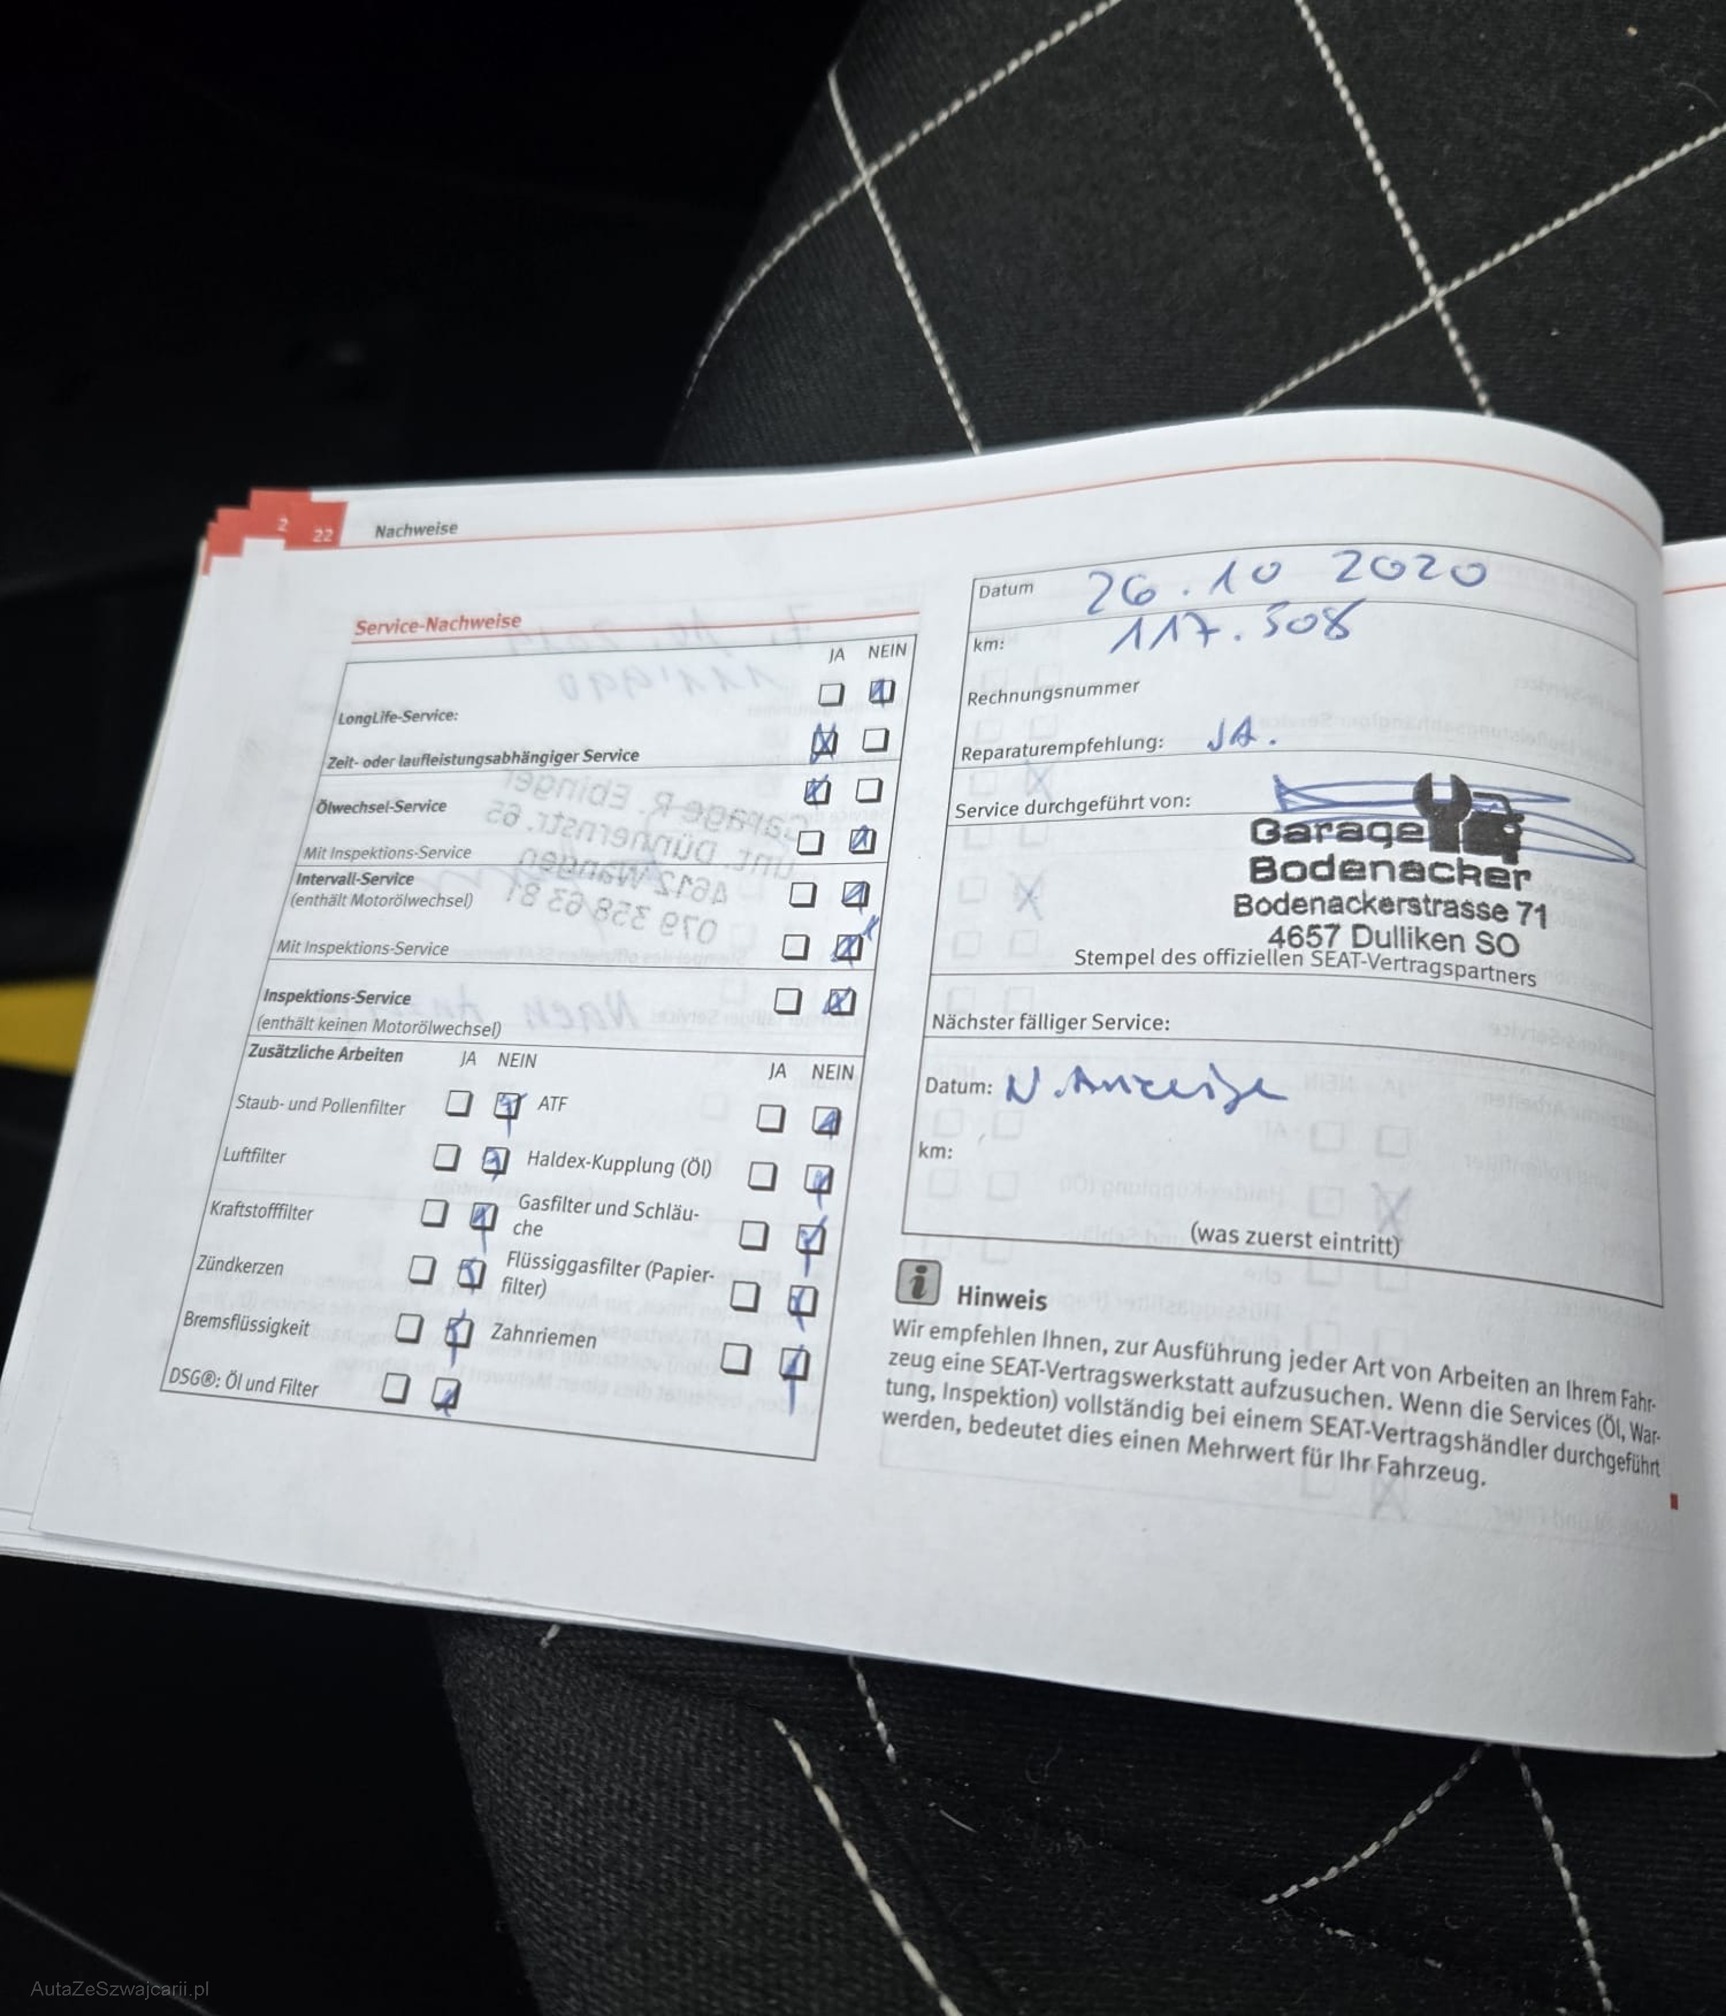 2 22 Nachweise
Service-Nachweise
JA NEIN
LongLife-Service:
Zeit- oder laufleistungsabhängiger Service
Ölwechsel-Service
Mit Inspektions-Service
Intervall-Service
(enthält Motorölwechsel)
Mit Inspektions-Service
Inspektions-Service
(enthält keinen Motorölwechsel)
Zusätzliche Arbeiten JA NEIN JA NEIN
Staub- und Pollenfilter ATF
Luftfilter Haldex-Kupplung (Öl)
Kraftstofffilter Gasfilter und Schläu-
che
Zündkerzen Flüssiggasfilter (Papier-
filter)
Bremsflüssigkeit Zahnriemen
DSG®: Öl und Filter
Datum 26.10 2020
km: 117.308
Rechnungsnummer
Reparaturempfehlung: JA.
Service durchgeführt von:
Garage
Bodenacker
Bodenackerstrasse 71
4657 Dulliken SO
Stempel des offiziellen SEAT-Vertragspartners
Nächster fälliger Service:
Datum: N. Anzeige
km:
(was zuerst eintritt)
i Hinweis
Wir empfehlen Ihnen, zur Ausführung jeder Art von Arbeiten an Ihrem Fahr-
zeug eine SEAT-Vertragswerkstatt aufzusuchen. Wenn die Services (Öl, War-
tung, Inspektion) vollständig bei einem SEAT-Vertragshändler durchgeführt
werden, bedeutet dies einen Mehrwert für Ihr Fahrzeug.
AutaZeSzwajcarii.pl